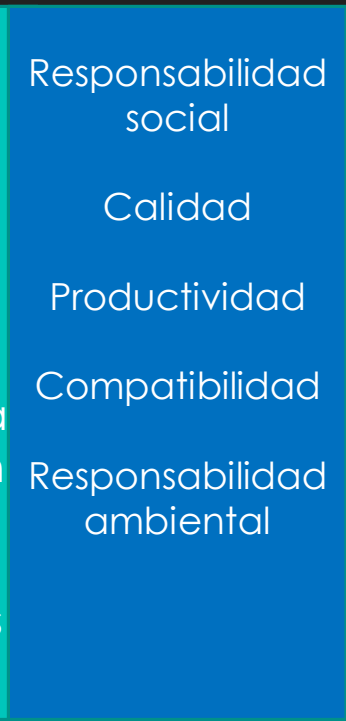 Responsabilidad
social
Calidad
Productividad
Compatibilidad
Responsabilidad
ambiental